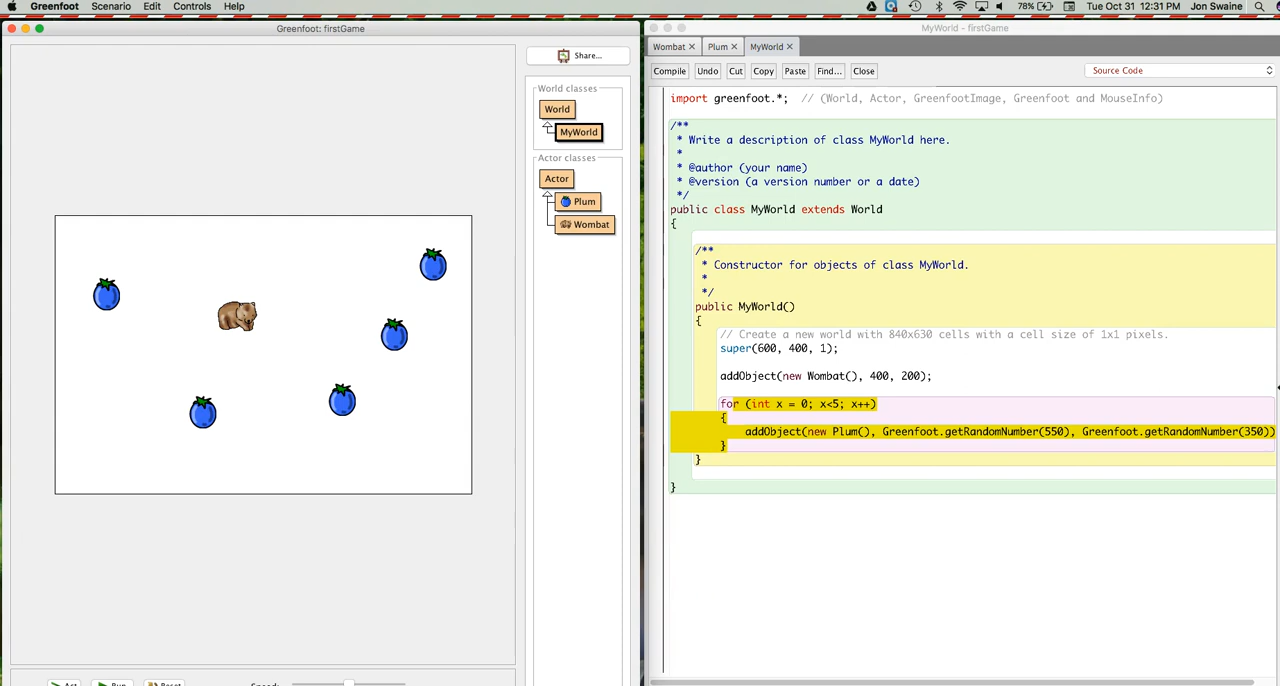 Greenfoot Scenario Edit Controls Help 78% Tue Oct 31 12:31 PM Jon Swaine
Greenfoot: firstGame
Share...
World classes
World
MyWorld
Actor classes
Actor
Plum
Wombat
Act Run Reset Speed:
MyWorld - firstGame
Wombat ✕ Plum ✕ MyWorld ✕
Compile Undo Cut Copy Paste Find... Close Source Code
import greenfoot.*; // (World, Actor, GreenfootImage, Greenfoot and MouseInfo)
/**
* Write a description of class MyWorld here.
*
* @author (your name)
* @version (a version number or a date)
*/
public class MyWorld extends World
{
/**
* Constructor for objects of class MyWorld.
*
*/
public MyWorld()
{
// Create a new world with 840x630 cells with a cell size of 1x1 pixels.
super(600, 400, 1);
addObject(new Wombat(), 400, 200);
for (int x = 0; x<5; x++)
{
addObject(new Plum(), Greenfoot.getRandomNumber(550), Greenfoot.getRandomNumber(350))
}
}
}